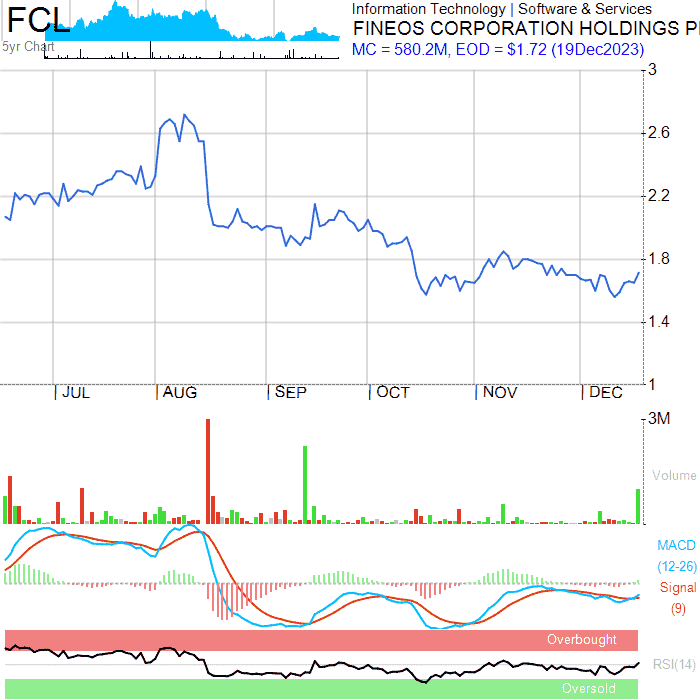 FCL
5yr Chart
Information Technology | Software & Services
FINEOS CORPORATION HOLDINGS P
MC = 580.2M, EOD = $1.72 (19Dec2023)
3
2.6
2.2
1.8
1.4
1
JUL AUG SEP OCT NOV DEC
3M
Volume
MACD
(12-26)
Signal
(9)
Overbought
RSI(14)
Oversold